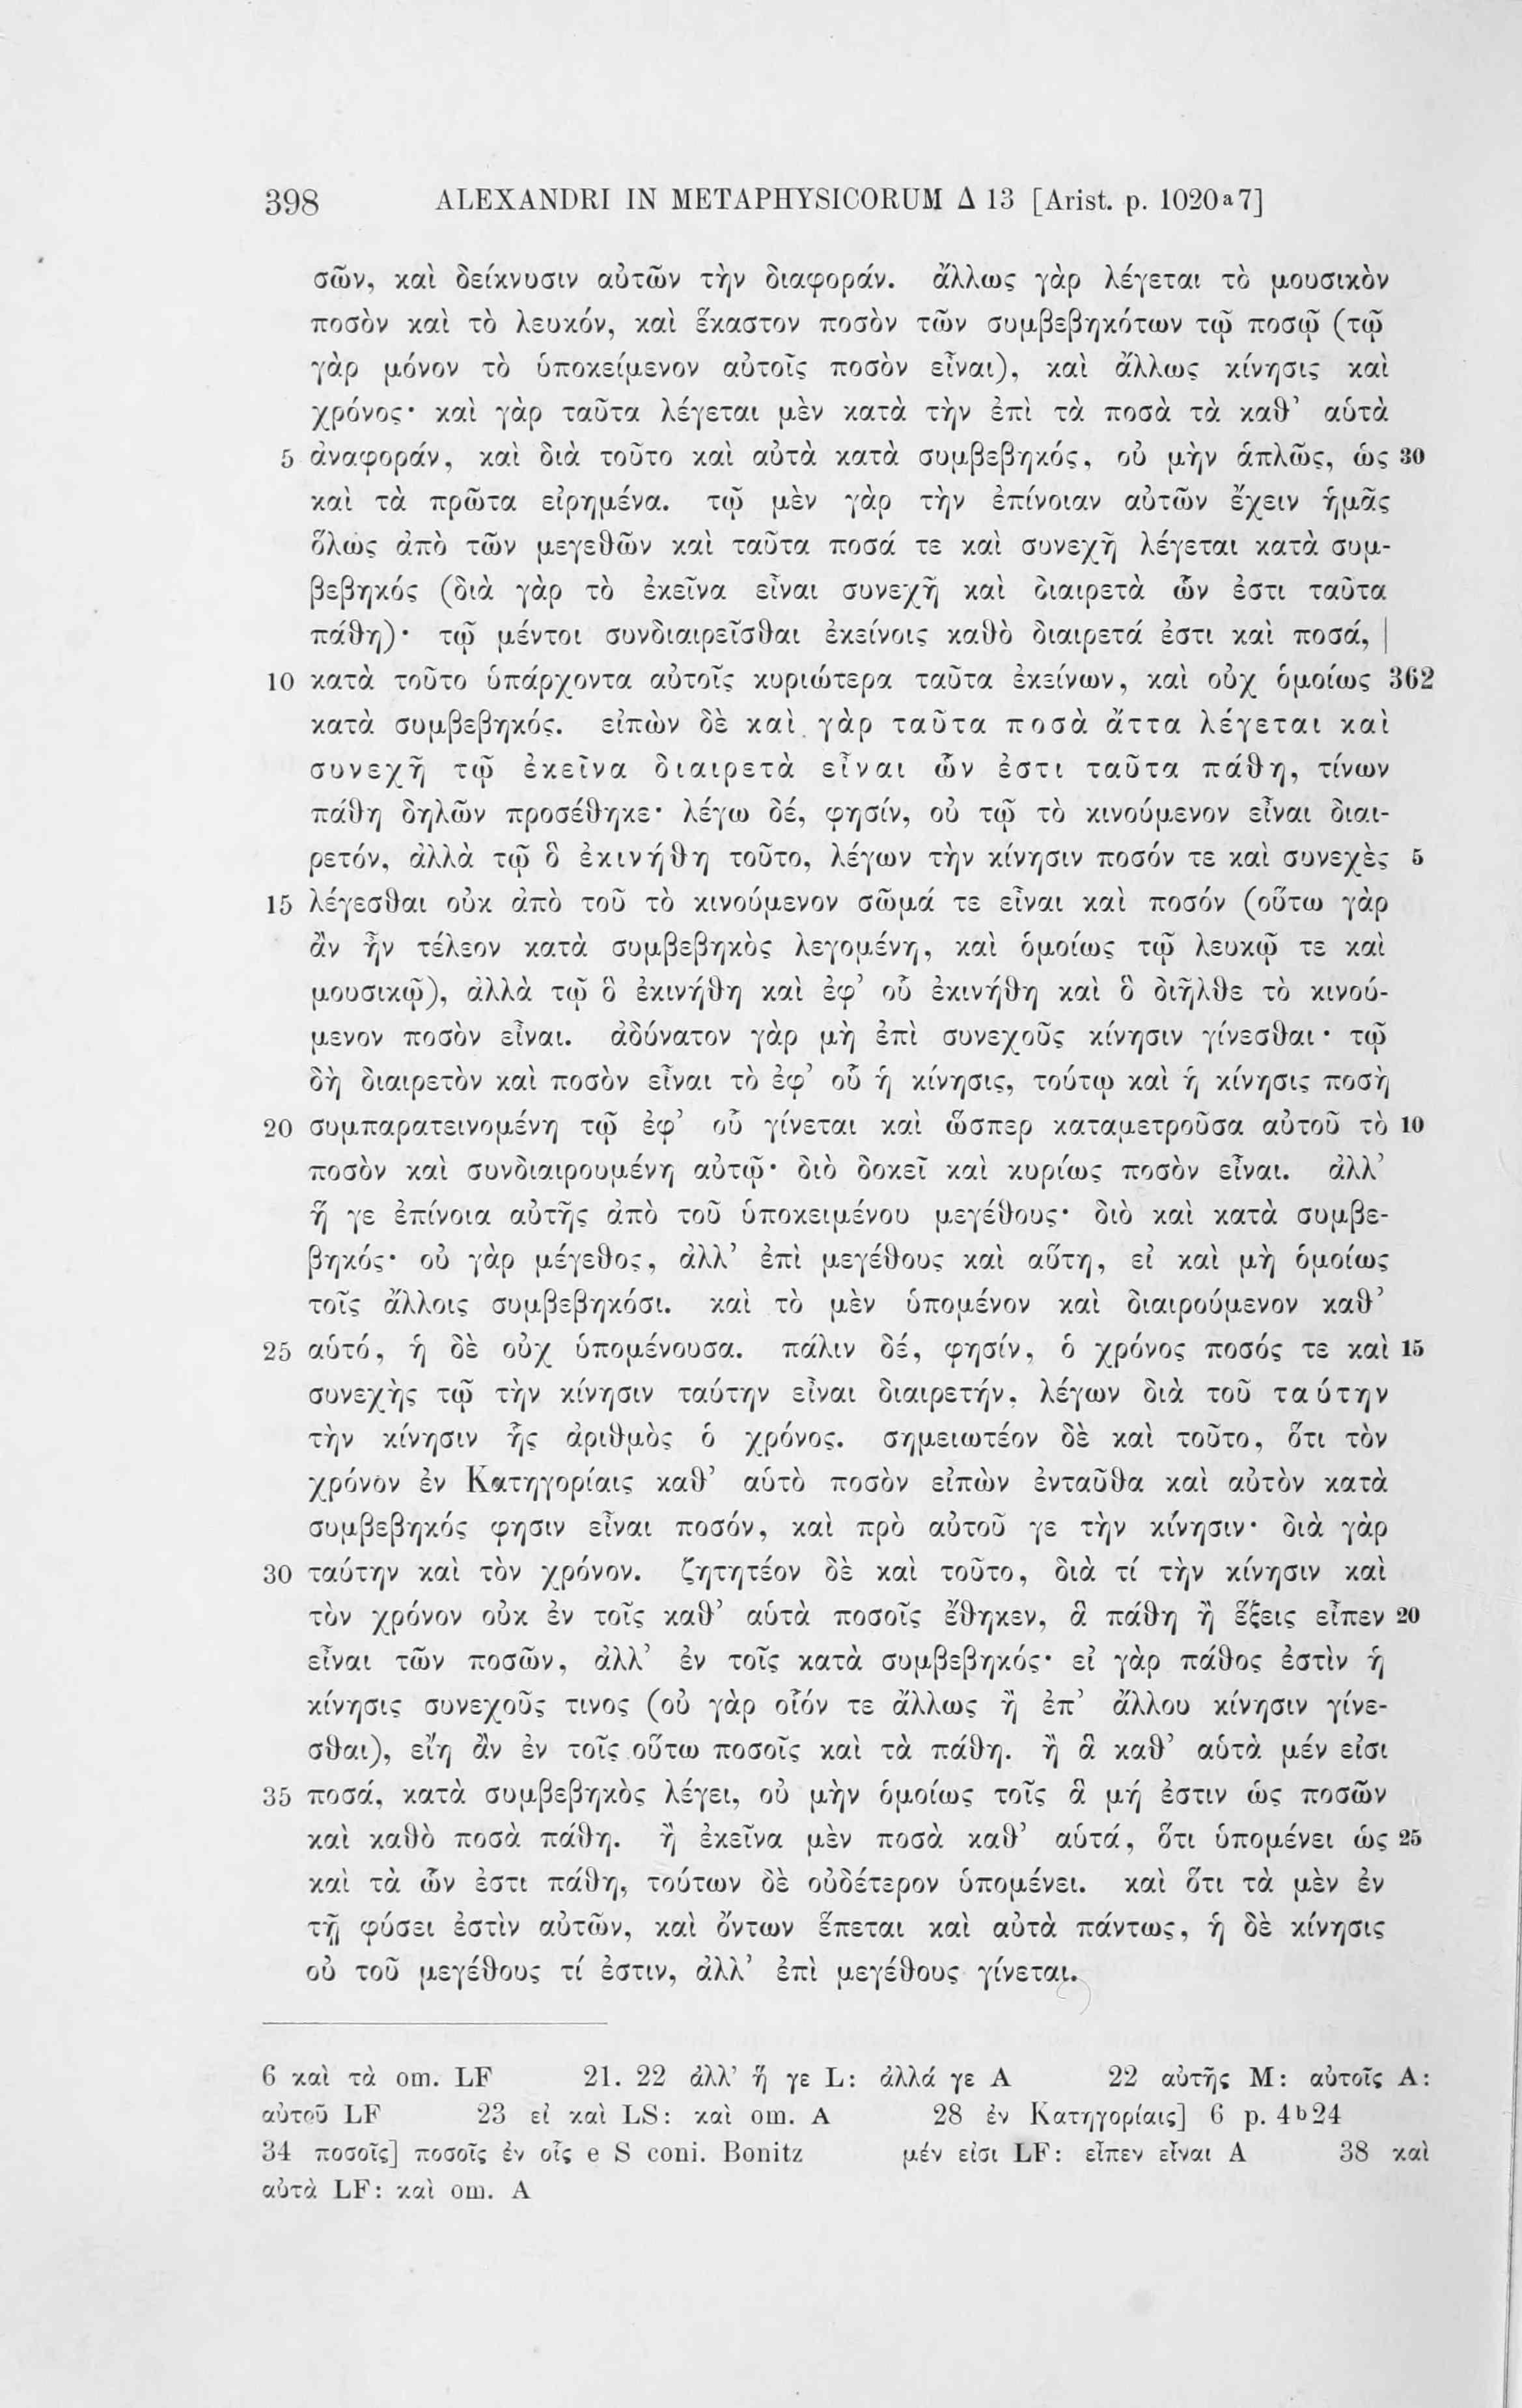 398 ALEXANDRI IN METAPHYSICORUM Δ 13 [Arist. p. 1020a7]
σῶν, καὶ δείκνυσιν αὐτῶν τὴν διαφοράν. ἄλλως γὰρ λέγεται τὸ μουσικὸν
ποσὸν καὶ τὸ λευκόν, καὶ ἕκαστον ποσὸν τῶν συμβεβηκότων τῷ ποσῷ (τῷ
γὰρ μόνον τὸ ὑποκείμενον αὐτοῖς ποσὸν εἶναι), καὶ ἄλλως κίνησις καὶ
χρόνος· καὶ γὰρ ταῦτα λέγεται μὲν κατὰ τὴν ἐπὶ τὰ ποσὰ τὰ καθ’ αὑτὰ
5 ἀναφοράν, καὶ διὰ τοῦτο καὶ αὐτὰ κατὰ συμβεβηκός, οὐ μὴν ἁπλῶς, ὡς 30
καὶ τὰ πρῶτα εἰρημένα. τῷ μὲν γὰρ τὴν ἐπίνοιαν αὐτῶν ἔχειν ἡμᾶς
ὅλως ἀπὸ τῶν μεγεθῶν καὶ ταῦτα ποσά τε καὶ συνεχῆ λέγεται κατὰ συμ-
βεβηκός (διὰ γὰρ τὸ ἐκεῖνα εἶναι συνεχῆ καὶ διαιρετὰ ὧν ἐστι ταῦτα
πάθη)· τῷ μέντοι συνδιαιρεῖσθαι ἐκείνοις καθὸ διαιρετά ἐστι καὶ ποσά, |
10 κατὰ τοῦτο ὑπάρχοντα αὐτοῖς κυριώτερα ταῦτα ἐκείνων, καὶ οὐχ ὁμοίως 362
κατὰ συμβεβηκός. εἰπὼν δὲ καὶ γὰρ ταῦτα ποσὰ ἄττα λέγεται καὶ
συνεχῆ τῷ ἐκεῖνα διαιρετὰ εἶναι ὧν ἐστι ταῦτα πάθη, τίνων
πάθη δηλῶν προσέθηκε· λέγω δέ, φησίν, οὐ τῷ τὸ κινούμενον εἶναι διαι-
ρετόν, ἀλλὰ τῷ ὃ ἐκινήθη τοῦτο, λέγων τὴν κίνησιν ποσόν τε καὶ συνεχὲς 5
15 λέγεσθαι οὐκ ἀπὸ τοῦ τὸ κινούμενον σῶμά τε εἶναι καὶ ποσόν (οὕτω γὰρ
ἂν ἦν τέλεον κατὰ συμβεβηκὸς λεγομένη, καὶ ὁμοίως τῷ λευκῷ τε καὶ
μουσικῷ), ἀλλὰ τῷ ὃ ἐκινήθη καὶ ἐφ’ οὗ ἐκινήθη καὶ ὃ διῆλθε τὸ κινού-
μενον ποσὸν εἶναι. ἀδύνατον γὰρ μὴ ἐπὶ συνεχοῦς κίνησιν γίνεσθαι· τῷ
δὴ διαιρετὸν καὶ ποσὸν εἶναι τὸ ἐφ’ οὗ ἡ κίνησις, τούτῳ καὶ ἡ κίνησις ποσὴ
20 συμπαρατεινομένη τῷ ἐφ’ οὗ γίνεται καὶ ὥσπερ καταμετροῦσα αὐτοῦ τὸ 10
ποσὸν καὶ συνδιαιρουμένη αὐτῷ· διὸ δοκεῖ καὶ κυρίως ποσὸν εἶναι. ἀλλ’
ἥ γε ἐπίνοια αὐτῆς ἀπὸ τοῦ ὑποκειμένου μεγέθους· διὸ καὶ κατὰ συμβε-
βηκός· οὐ γὰρ μέγεθος, ἀλλ’ ἐπὶ μεγέθους καὶ αὕτη, εἰ καὶ μὴ ὁμοίως
τοῖς ἄλλοις συμβεβηκόσι. καὶ τὸ μὲν ὑπομένον καὶ διαιρούμενον καθ’
25 αὑτό, ἡ δὲ οὐχ ὑπομένουσα. πάλιν δέ, φησίν, ὁ χρόνος ποσός τε καὶ 15
συνεχὴς τῷ τὴν κίνησιν ταύτην εἶναι διαιρετήν, λέγων διὰ τοῦ ταύτην
τὴν κίνησιν ἧς ἀριθμὸς ὁ χρόνος. σημειωτέον δὲ καὶ τοῦτο, ὅτι τὸν
χρόνον ἐν Κατηγορίαις καθ’ αὑτὸ ποσὸν εἰπὼν ἐνταῦθα καὶ αὐτὸν κατὰ
συμβεβηκός φησιν εἶναι ποσόν, καὶ πρὸ αὐτοῦ γε τὴν κίνησιν· διὰ γὰρ
30 ταύτην καὶ τὸν χρόνον. ζητητέον δὲ καὶ τοῦτο, διὰ τί τὴν κίνησιν καὶ
τὸν χρόνον οὐκ ἐν τοῖς καθ’ αὑτὰ ποσοῖς ἔθηκεν, ἃ πάθη ἢ ἕξεις εἶπεν 20
εἶναι τῶν ποσῶν, ἀλλ’ ἐν τοῖς κατὰ συμβεβηκός· εἰ γὰρ πάθος ἐστὶν ἡ
κίνησις συνεχοῦς τινος (οὐ γὰρ οἷόν τε ἄλλως ἢ ἐπ’ ἄλλου κίνησιν γίνε-
σθαι), εἴη ἂν ἐν τοῖς οὕτω ποσοῖς καὶ τὰ πάθη. ἢ ἃ καθ’ αὑτὰ μέν εἰσι
35 ποσά, κατὰ συμβεβηκὸς λέγει, οὐ μὴν ὁμοίως τοῖς ἃ μή ἐστιν ὡς ποσῶν
καὶ καθὸ ποσὰ πάθη. ἢ ἐκεῖνα μὲν ποσὰ καθ’ αὑτά, ὅτι ὑπομένει ὡς 25
καὶ τὰ ὧν ἐστι πάθη, τούτων δὲ οὐδέτερον ὑπομένει. καὶ ὅτι τὰ μὲν ἐν
τῇ φύσει ἐστὶν αὐτῶν, καὶ ὄντων ἕπεται καὶ αὐτὰ πάντως, ἡ δὲ κίνησις
οὐ τοῦ μεγέθους τί ἐστιν, ἀλλ’ ἐπὶ μεγέθους γίνεται.
6 καὶ τὰ om. LF 21. 22 ἀλλ’ ἥ γε L: ἀλλά γε A 22 αὐτῆς M: αὐτοῖς A:
αὐτοῦ LF 23 εἰ καὶ LS: καὶ om. A 28 ἐν Κατηγορίαις] 6 p. 4b24
34 ποσοῖς] ποσοῖς ἐν οἷς e S coni. Bonitz μέν εἰσι LF: εἶπεν εἶναι A 38 καὶ
αὐτὰ LF: καὶ om. A